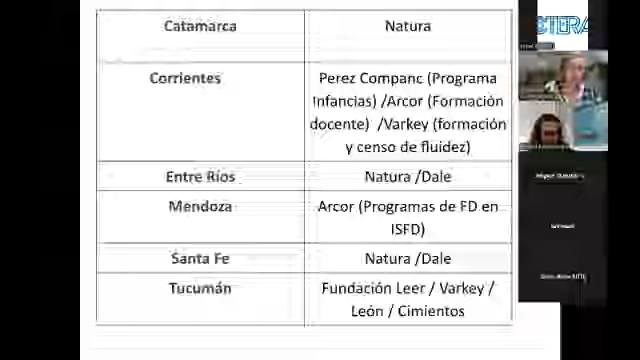 Catamarca
Natura
Corrientes
Perez Companc (Programa
Infancias) /Arcor (Formación
docente) /Varkey (formación
y censo de fluidez)
Entre Ríos
Natura /Dale
Mendoza
Arcor (Programas de FD en
ISFD)
Santa Fe
Natura /Dale
Tucumán
Fundación Leer / Varkey /
León / Cimientos
CTERA